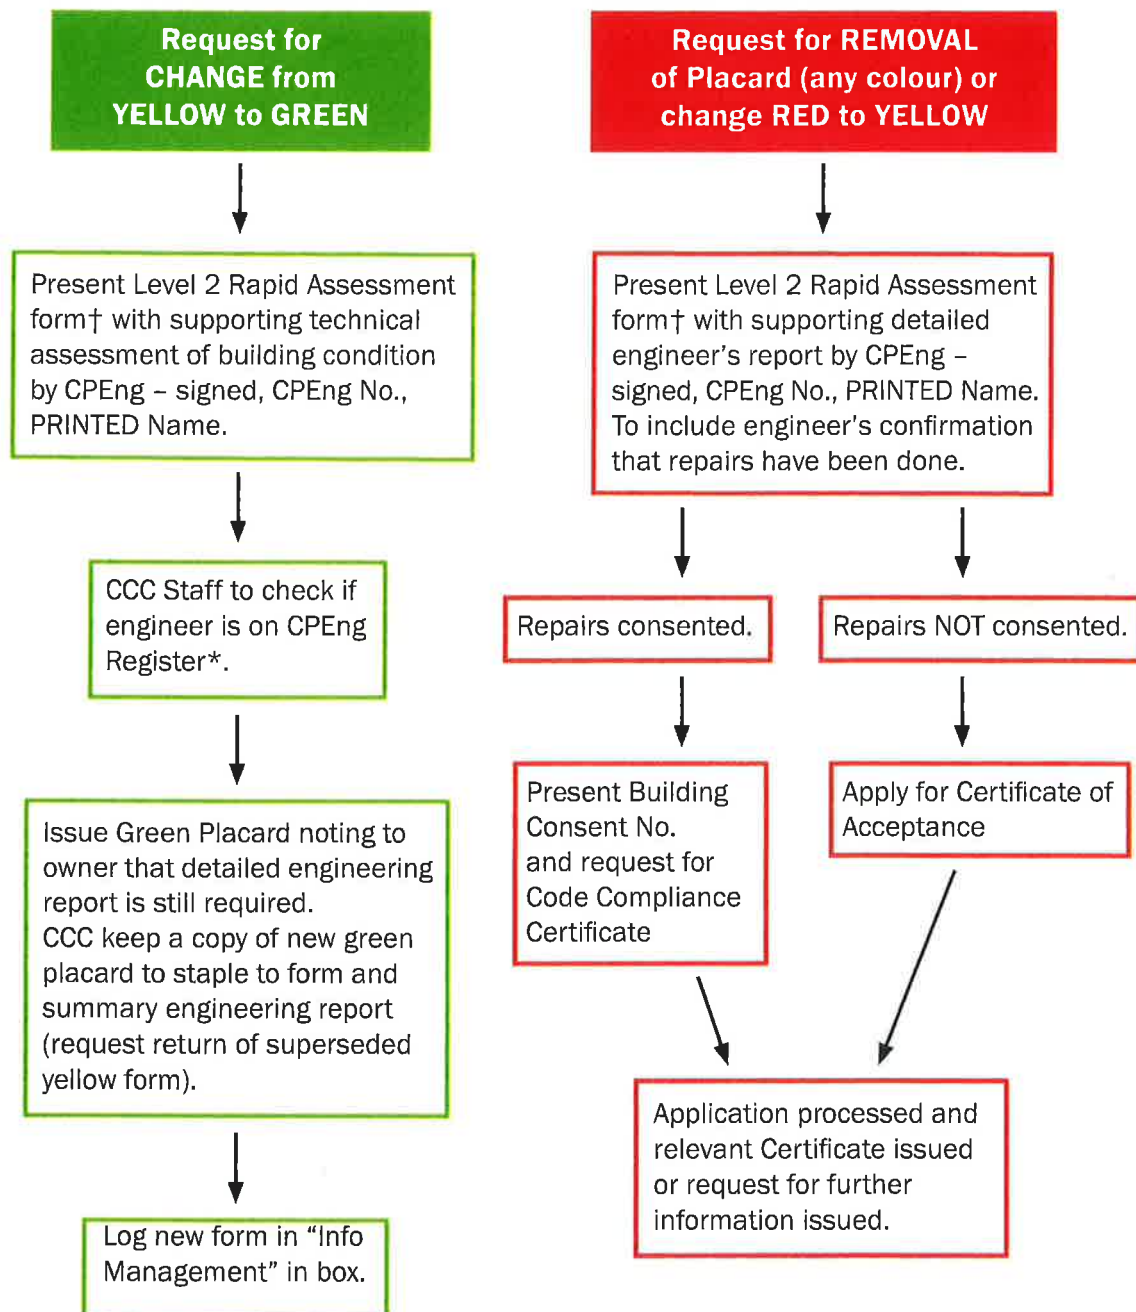 Request for
CHANGE from
YELLOW to GREEN
Present Level 2 Rapid Assessment
form† with supporting technical
assessment of building condition
by CPEng – signed, CPEng No.,
PRINTED Name.
CCC Staff to check if
engineer is on CPEng
Register*.
Issue Green Placard noting to
owner that detailed engineering
report is still required.
CCC keep a copy of new green
placard to staple to form and
summary engineering report
(request return of superseded
yellow form).
Log new form in “Info
Management” in box.
Request for REMOVAL
of Placard (any colour) or
change RED to YELLOW
Present Level 2 Rapid Assessment
form† with supporting detailed
engineer's report by CPEng –
signed, CPEng No., PRINTED Name.
To include engineer's confirmation
that repairs have been done.
Repairs consented.
Repairs NOT consented.
Present Building
Consent No.
and request for
Code Compliance
Certificate
Apply for Certificate of
Acceptance
Application processed and
relevant Certificate issued
or request for further
information issued.